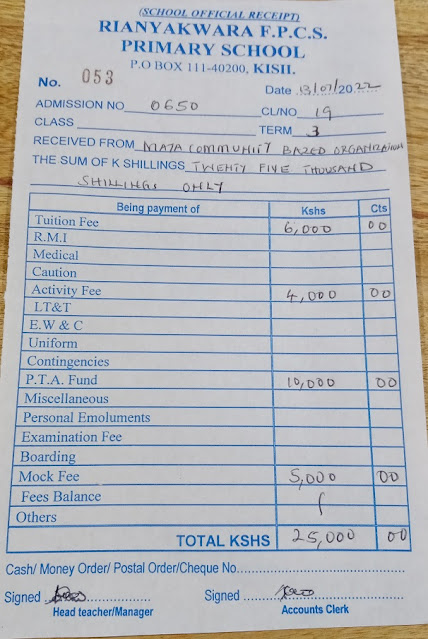 (SCHOOL OFFICIAL RECEIPT)
RIANYAKWARA F.P.C.S.
PRIMARY SCHOOL
P.O BOX 111-40200, KISII.
No. 053
Date 13/07/2022
ADMISSION NO 0650 CL/NO 19
CLASS TERM 3
RECEIVED FROM MATA COMMUNIIT BAZED ORGANIZATION
THE SUM OF K SHILLINGS TWENTY FIVE THOUSAND
SHILLINGS ONLY
Being payment of Kshs Cts
Tuition Fee 6,000 00
R.M.I
Medical
Caution
Activity Fee 4,000 00
LT&T
E.W & C
Uniform
Contingencies
P.T.A. Fund 10,000 00
Miscellaneous
Personal Emoluments
Examination Fee
Boarding
Mock Fee 5,000 00
Fees Balance
Others
TOTAL KSHS 25,000 00
Cash/ Money Order/ Postal Order/Cheque No.
Signed Signed
Head teacher/Manager Accounts Clerk